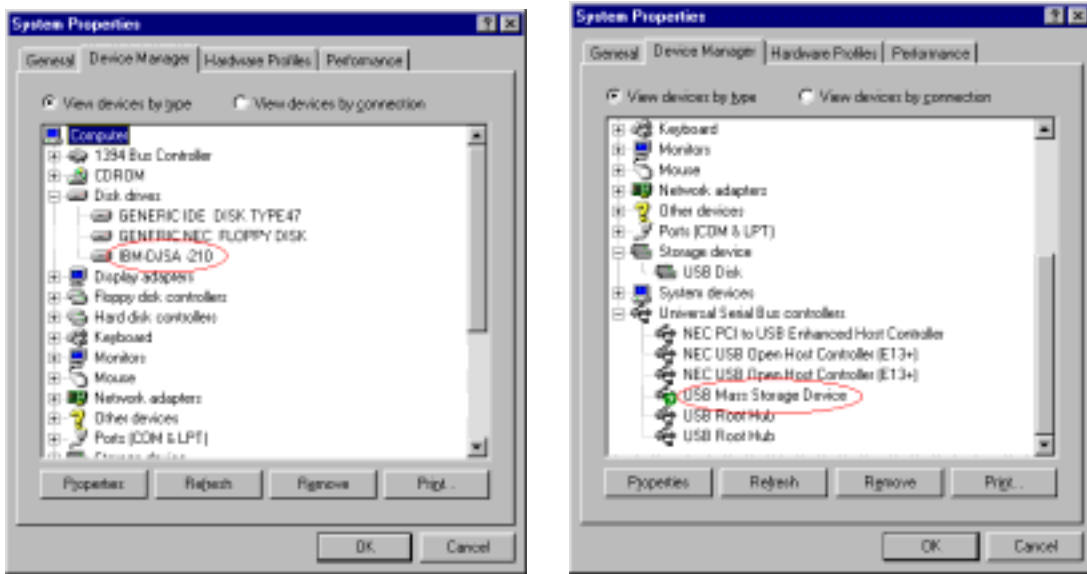 System Properties
General Device Manager Hardware Profiles Performance
View devices by type View devices by connection
Computer
1394 Bus Controller
CDROM
Disk drives
GENERIC IDE DISK TYPE47
GENERIC NEC FLOPPY DISK
IBM-DJSA -210
Display adapters
Floppy disk controllers
Hard disk controllers
Keyboard
Monitors
Mouse
Network adapters
Other devices
Ports (COM & LPT)
Storage device
Properties Refresh Remove Print...
OK Cancel
System Properties
General Device Manager Hardware Profiles Performance
View devices by type View devices by connection
Keyboard
Monitors
Mouse
Network adapters
Other devices
Ports (COM & LPT)
Storage device
USB Disk
System devices
Universal Serial Bus controllers
NEC PCI to USB Enhanced Host Controller
NEC USB Open Host Controller (E13+)
NEC USB Open Host Controller (E13+)
USB Mass Storage Device
USB Root Hub
USB Root Hub
Properties Refresh Remove Print...
OK Cancel